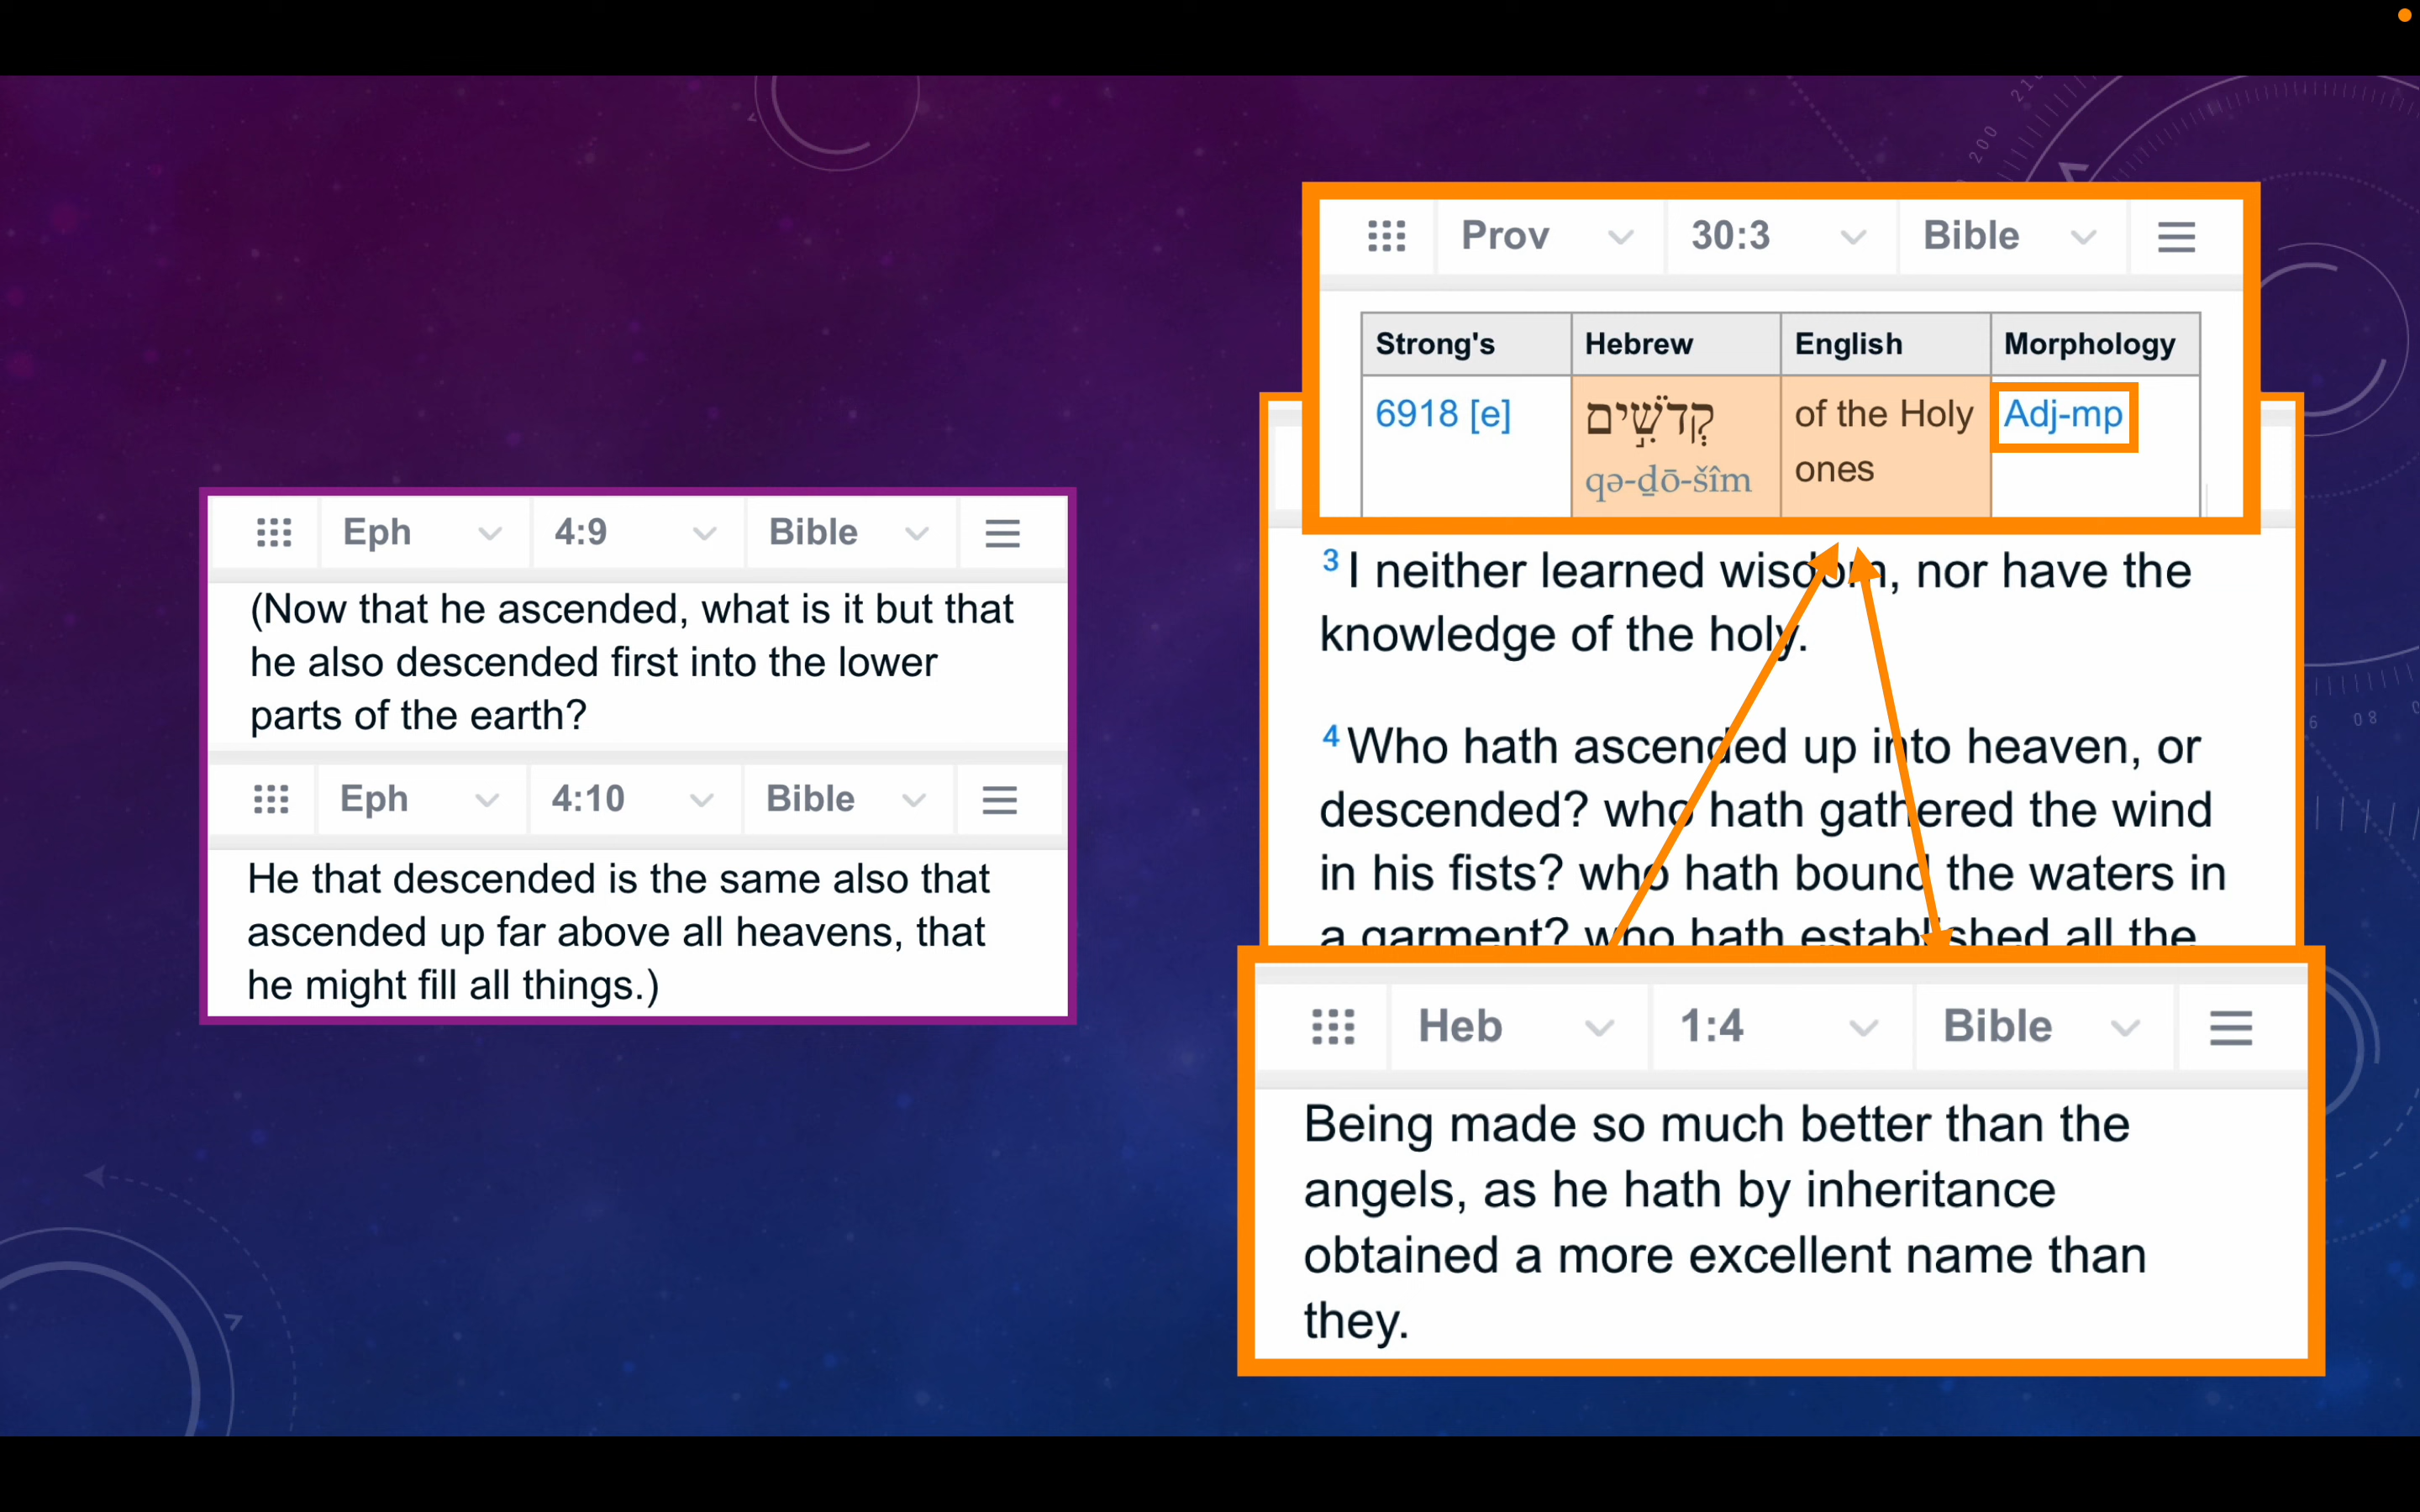 Eph 4:9 Bible
(Now that he ascended, what is it but that
he also descended first into the lower
parts of the earth?
Eph 4:10 Bible
He that descended is the same also that
ascended up far above all heavens, that
he might fill all things.)
Prov 30:3 Bible
Strong's Hebrew English Morphology
6918 [e] קְדֹשִׁ֣ים of the Holy Adj-mp
qə-ḏō-šîm ones
3 I neither learned wisdom, nor have the
knowledge of the holy.
4 Who hath ascended up into heaven, or
descended? who hath gathered the wind
in his fists? who hath bound the waters in
a garment? who hath established all the
Heb 1:4 Bible
Being made so much better than the
angels, as he hath by inheritance
obtained a more excellent name than
they.
200
80